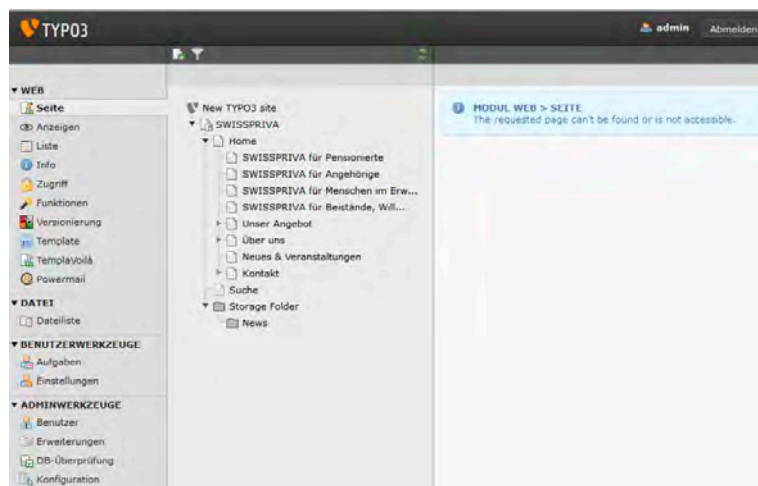 TYPO3
admin
Abmelden
WEB
Seite
Anzeigen
Liste
Info
Zugriff
Funktionen
Versionierung
Template
TemplaVoilà
Powermail
DATEI
Dateiliste
BENUTZERWERKZEUGE
Aufgaben
Einstellungen
ADMINWERKZEUGE
Benutzer
Erweiterungen
DB-Überprüfung
Konfiguration
New TYPO3 site
SWISSPRIVA
Home
SWISSPRIVA für Pensionierte
SWISSPRIVA für Angehörige
SWISSPRIVA für Menschen im Erw...
SWISSPRIVA für Beistände, Will...
Unser Angebot
Über uns
Neues & Veranstaltungen
Kontakt
Suche
Storage Folder
News
MODUL WEB > SEITE
The requested page can't be found or is not accessible.